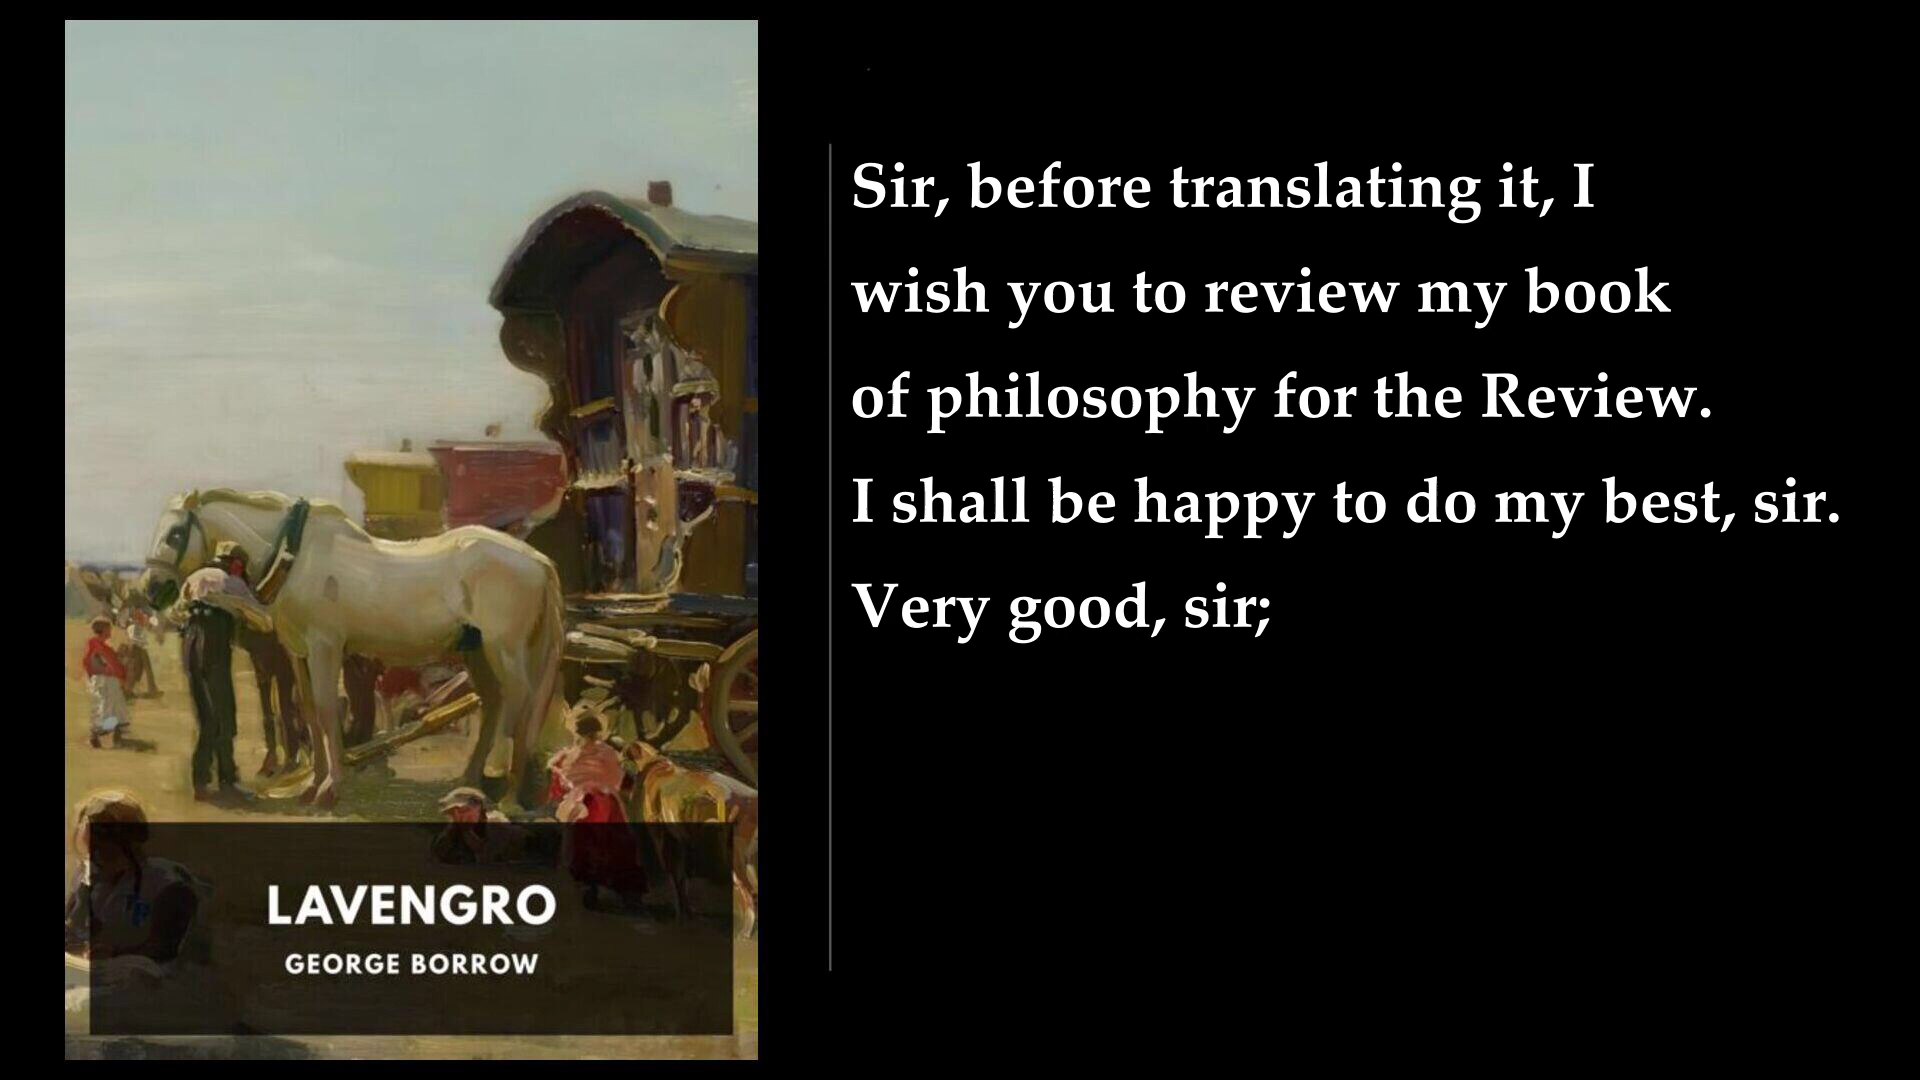 LAVENGRO
GEORGE BORROW
Sir, before translating it, I
wish you to review my book
of philosophy for the Review.
I shall be happy to do my best, sir.
Very good, sir;